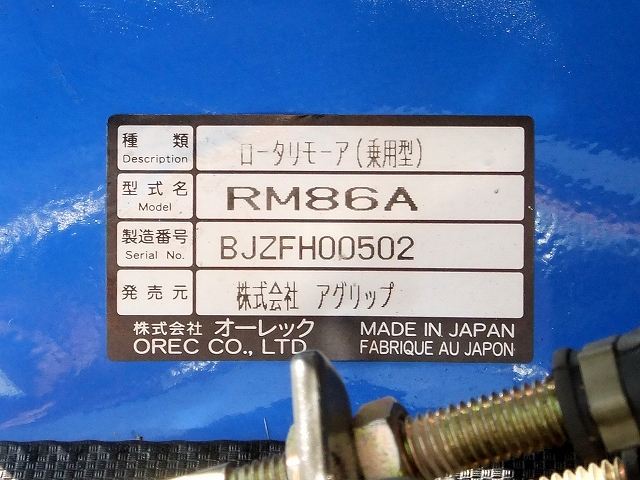 種類 ロータリモーア(乗用型)
Description
型式名 RM86A
Model
製造番号 BJZFH00502
Serial No.
発売元 株式会社 アグリップ
株式会社 オーレック MADE IN JAPAN
OREC CO., LTD FABRIQUE AU JAPON